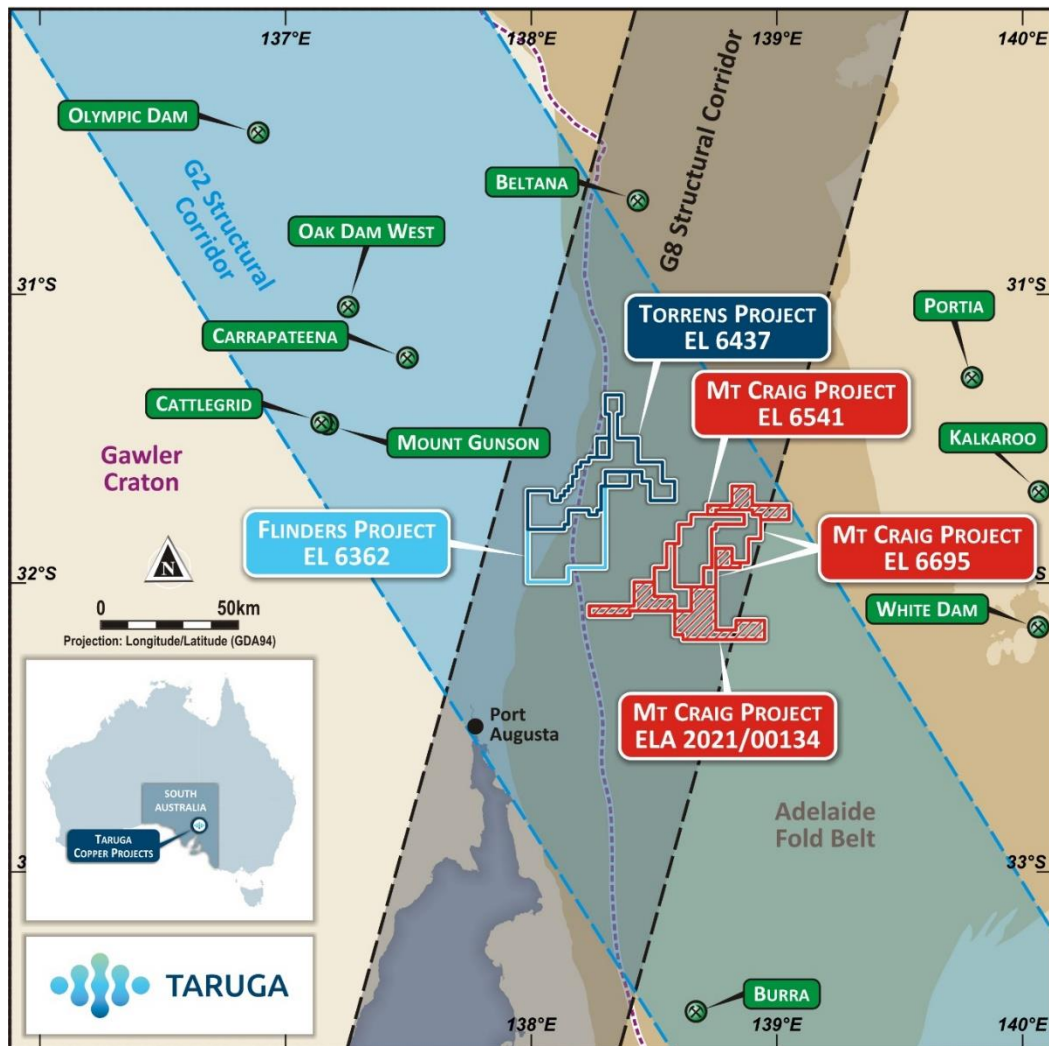 137°E
138°E
139°E
140°E
OLYMPIC DAM
G2 Structural
Corridor
BELTANA
G8 Structural Corridor
OAK DAM WEST
31°S
31°S
CARRAPATEENA
TORRENS PROJECT
EL 6437
PORTIA
CATTLEGRID
MOUNT GUNSON
MT CRAIG PROJECT
EL 6541
KALKAROO
Gawler
Craton
FLINDERS PROJECT
EL 6362
MT CRAIG PROJECT
EL 6695
N
32°S
32°S
0 50km
Projection: Longitude/Latitude (GDA94)
WHITE DAM
Port
Augusta
MT CRAIG PROJECT
ELA 2021/00134
SOUTH
AUSTRALIA
TARUGA
COPPER PROJECTS
Adelaide
Fold Belt
33°S
TARUGA
BURRA
138°E
139°E
140°E